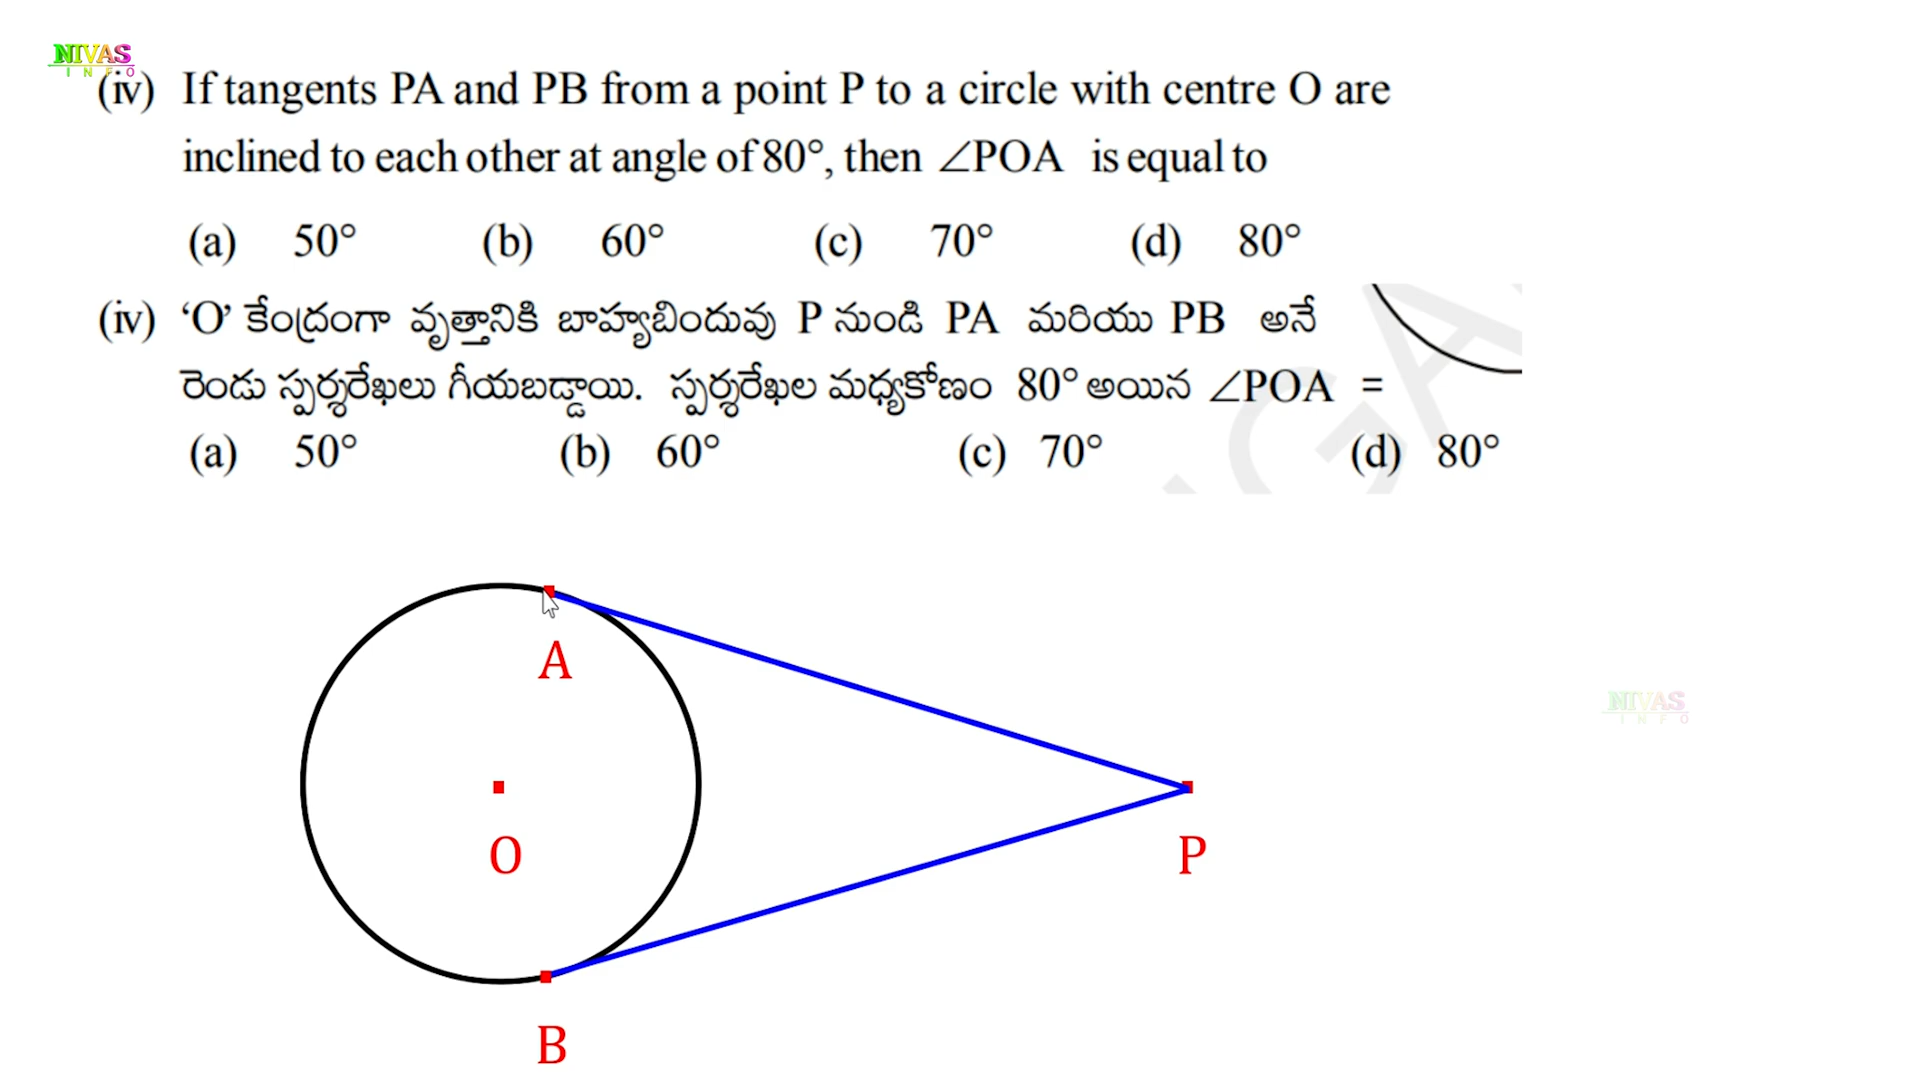 NIVAS
INFO
(iv) If tangents PA and PB from a point P to a circle with centre O are
inclined to each other at angle of 80°, then ∠POA is equal to
(a) 50° (b) 60° (c) 70° (d) 80°
(iv) ‘O’ కేంద్రంగా వృత్తానికి బాహ్యబిందువు P నుండి PA మరియు PB అనే
రెండు స్పర్శరేఖలు గీయబడ్డాయి. స్పర్శరేఖల మధ్యకోణం 80° అయిన ∠POA =
(a) 50° (b) 60° (c) 70° (d) 80°
A
NIVAS
INFO
O
P
B